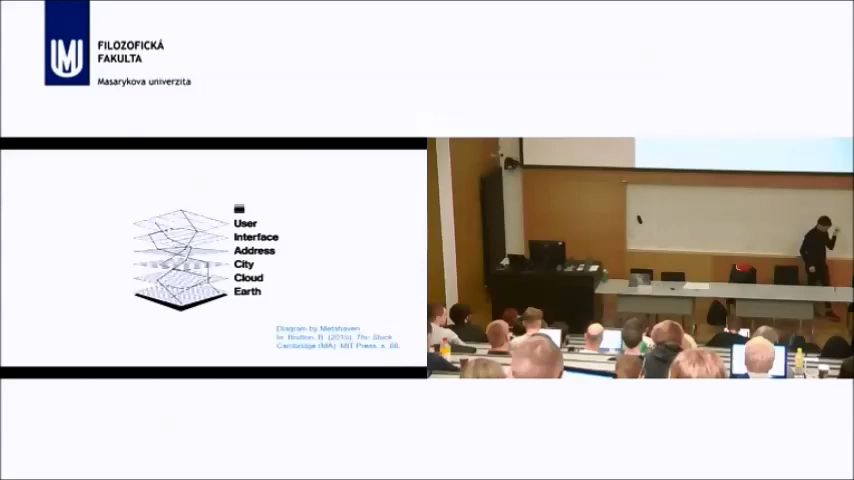 FILOZOFICKÁ
FAKULTA
Masarykova univerzita
User
Interface
Address
City
Cloud
Earth
Diagram by Metahaven
In: Bratton, B. (2015). The Stack.
Cambridge (MA): MIT Press, s. 66.